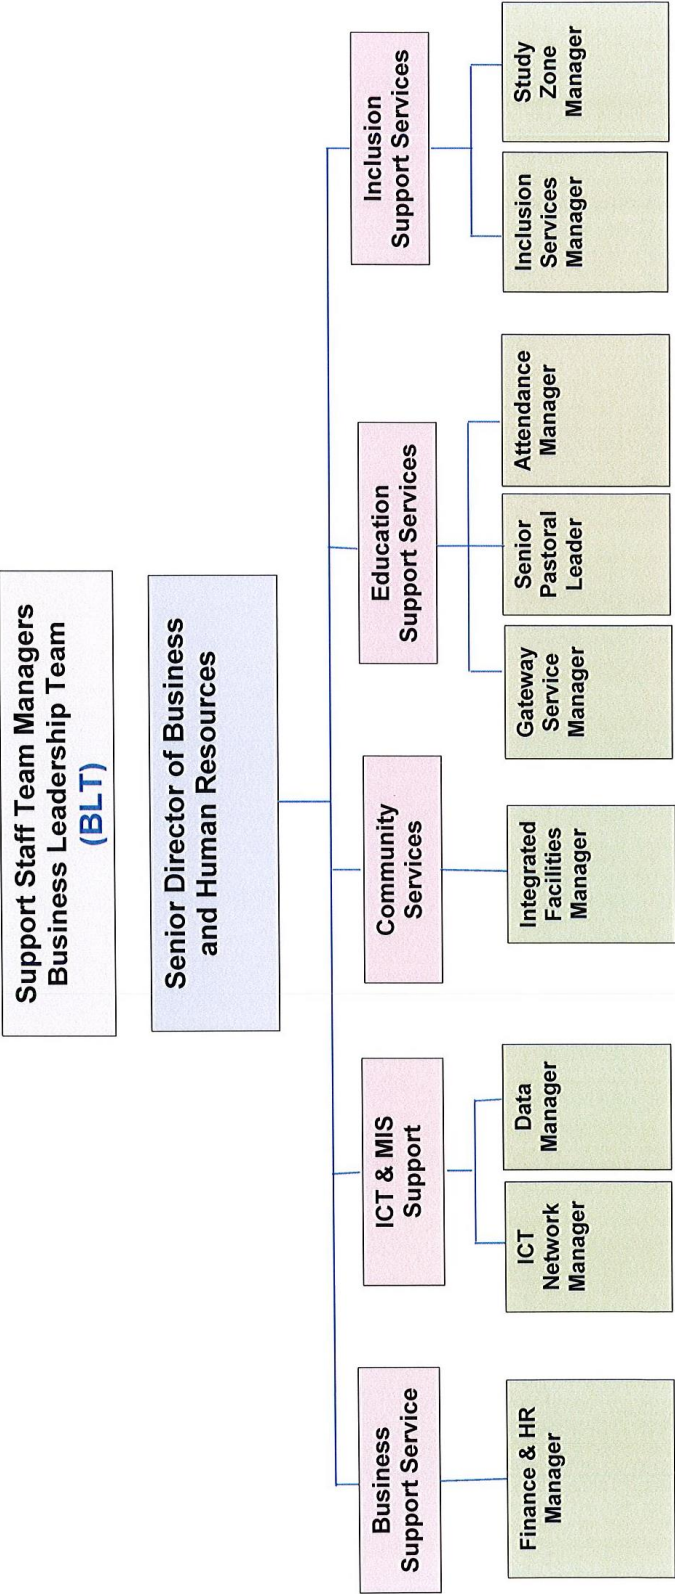 Support Staff Team Managers
Business Leadership Team
(BLT)
Senior Director of Business
and Human Resources
Business
Support Service
ICT & MIS
Support
Community
Services
Education
Support Services
Inclusion
Support Services
Finance & HR
Manager
ICT
Network
Manager
Data
Manager
Integrated
Facilities
Manager
Gateway
Service
Manager
Senior
Pastoral
Leader
Attendance
Manager
Inclusion
Services
Manager
Study
Zone
Manager